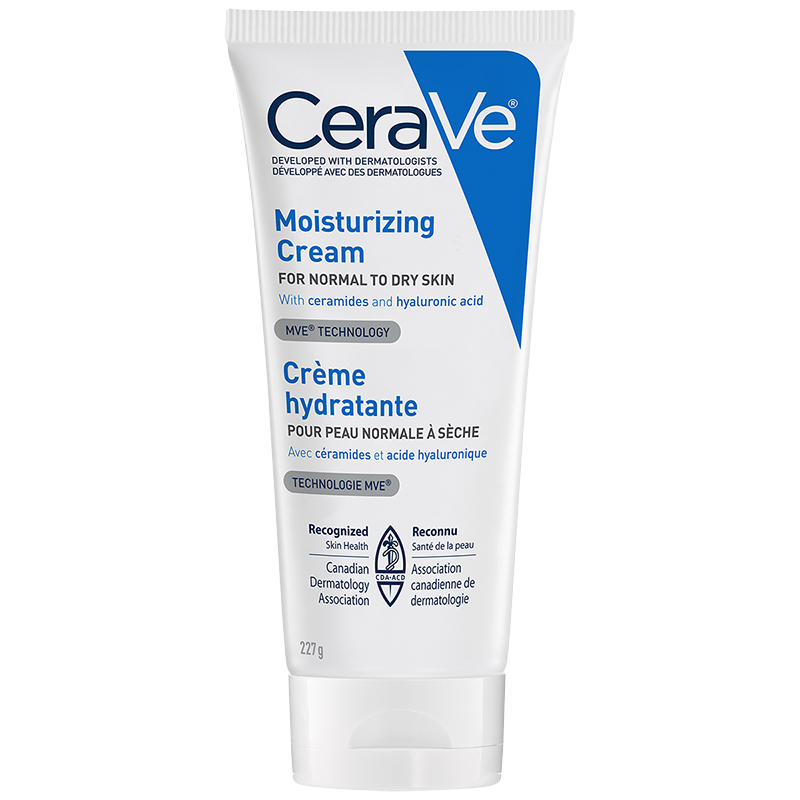 CeraVe®
DEVELOPED WITH DERMATOLOGISTS
DÉVELOPPÉ AVEC DES DERMATOLOGUES
Moisturizing
Cream
FOR NORMAL TO DRY SKIN
With ceramides and hyaluronic acid
MVE® TECHNOLOGY
Crème
hydratante
POUR PEAU NORMALE À SÈCHE
Avec céramides et acide hyaluronique
TECHNOLOGIE MVE®
Recognized
Skin Health
Canadian
Dermatology
Association
CDA•ACD
Reconnu
Santé de la peau
Association
canadienne de
dermatologie
227 g